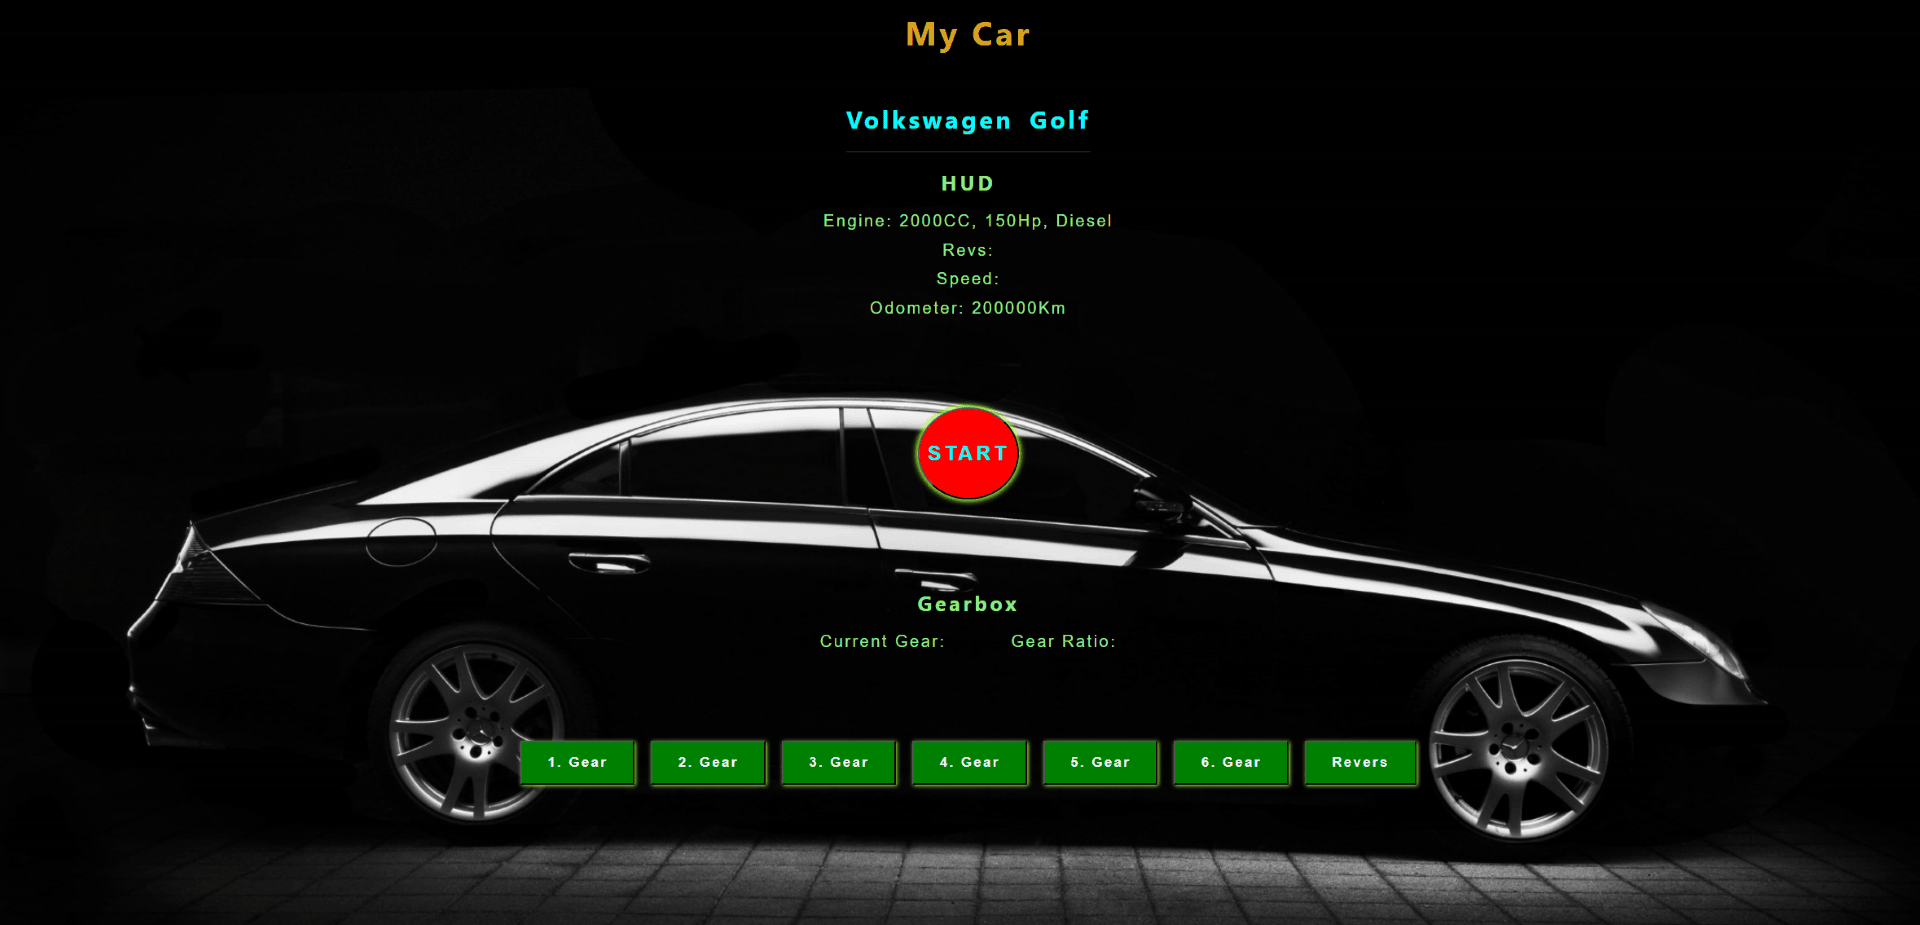 My Car
Volkswagen Golf
HUD
Engine: 2000CC, 150Hp, Diesel
Revs:
Speed:
Odometer: 200000Km
START
Gearbox
Current Gear: Gear Ratio:
1. Gear 2. Gear 3. Gear 4. Gear 5. Gear 6. Gear Revers